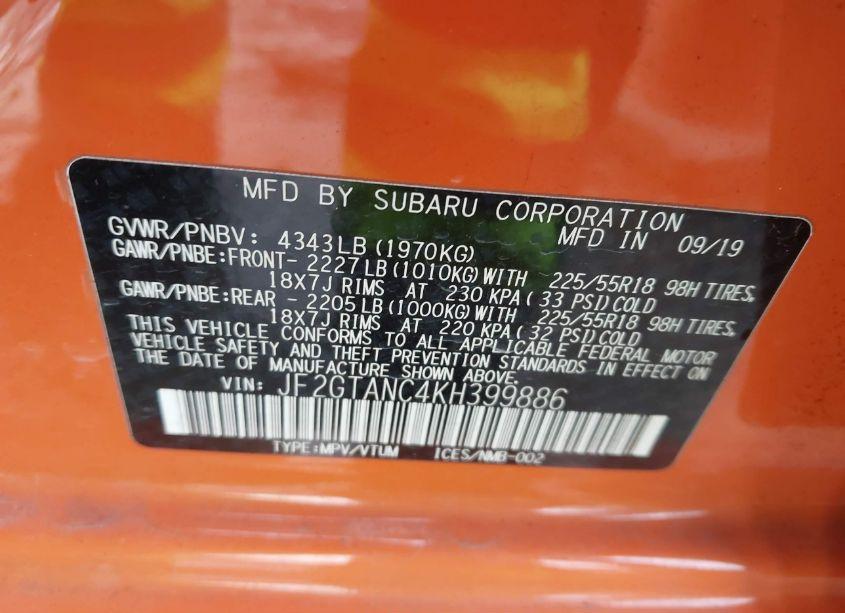 MFD BY SUBARU CORPORATION
GVWR/PNBV: 4343LB(1970KG) MFD IN 09/19
GAWR/PNBE:FRONT-2227LB(1010KG)WITH 225/55R18 98H TIRES,
18X7J RIMS AT 230 KPA(33 PSI)COLD
GAWR/PNBE:REAR -2205LB(1000KG)WITH 225/55R18 98H TIRES,
18X7J RIMS AT 220 KPA(32 PSI)COLD
THIS VEHICLE CONFORMS TO ALL APPLICABLE FEDERAL MOTOR
VEHICLE SAFETY AND THEFT PREVENTION STANDARDS IN EFFECT ON
THE DATE OF MANUFACTURE SHOWN ABOVE.
VIN: JF2GTANC4KH399886
TYPE:MPV/VTUM ICES/NMB-002